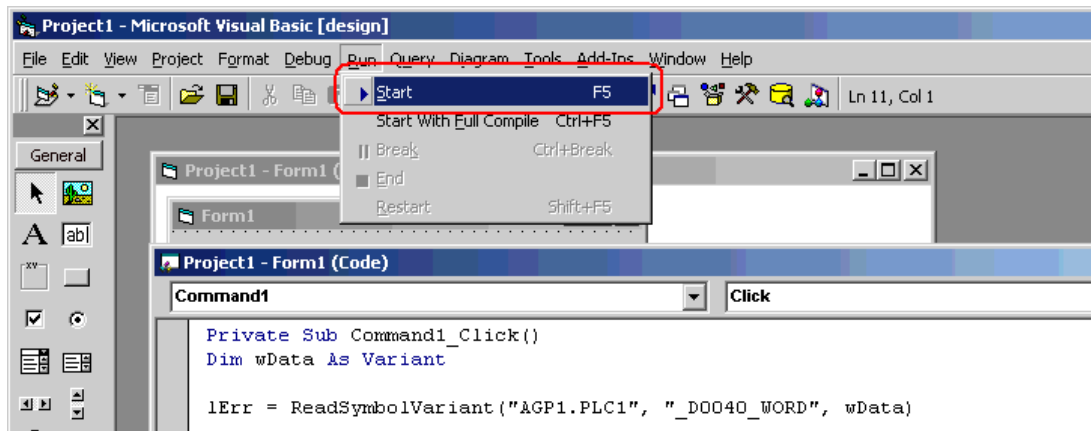 Project1 - Microsoft Visual Basic [design]
File Edit View Project Format Debug Run Query Diagram Tools Add-Ins Window Help
Ln 11, Col 1
Start F5
Start With Full Compile Ctrl+F5
Break Ctrl+Break
End
Restart Shift+F5
General
A ab|
xv
Project1 - Form1 (
Form1
Project1 - Form1 (Code)
Command1 Click
Private Sub Command1_Click()
Dim wData As Variant
lErr = ReadSymbolVariant("AGP1.PLC1", "_D0040_WORD", wData)